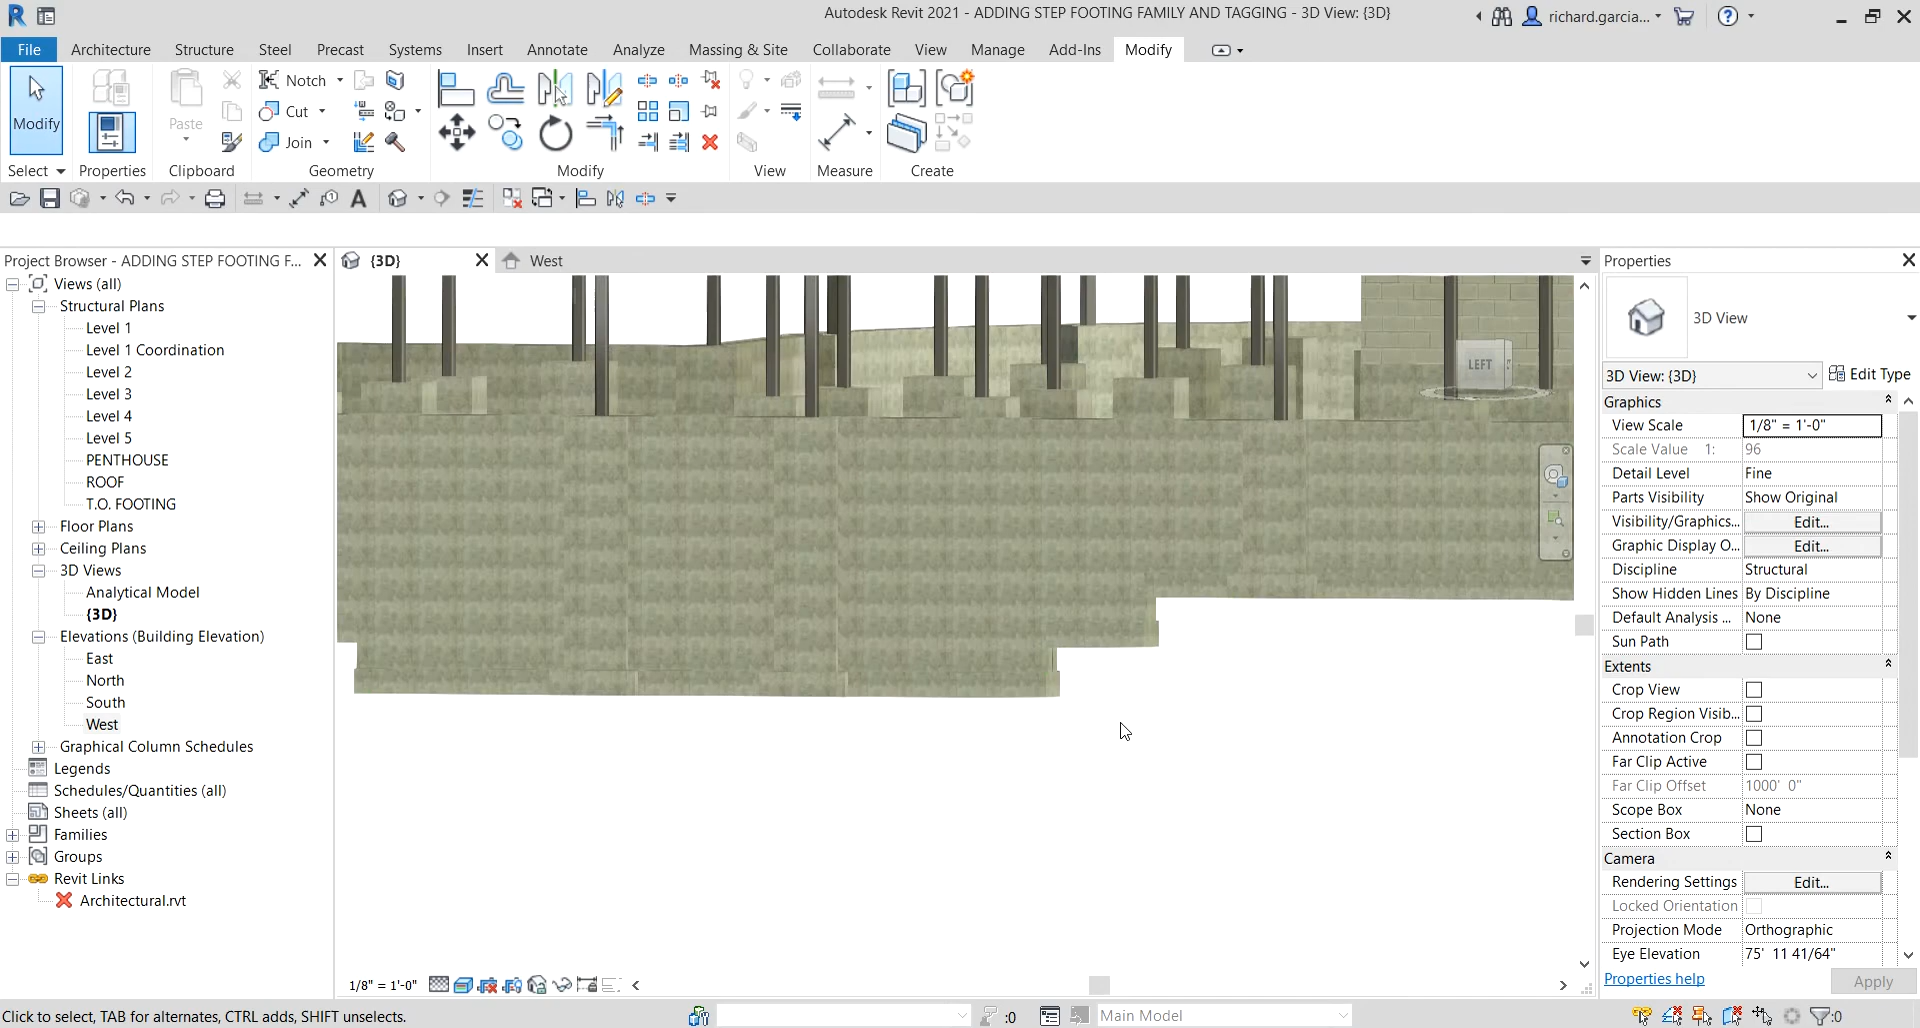 Autodesk Revit 2021 - ADDING STEP FOOTING FAMILY AND TAGGING - 3D View: {3D}
richard.garcia...
File Architecture Structure Steel Precast Systems Insert Annotate Analyze Massing & Site Collaborate View Manage Add-Ins Modify
Notch
Cut
Join
Modify
Paste
Select Properties Clipboard Geometry Modify View Measure Create
Project Browser - ADDING STEP FOOTING F...
{3D}
West
Views (all)
Structural Plans
Level 1
Level 1 Coordination
Level 2
Level 3
Level 4
Level 5
PENTHOUSE
ROOF
T.O. FOOTING
Floor Plans
Ceiling Plans
3D Views
Analytical Model
{3D}
Elevations (Building Elevation)
East
North
South
West
Graphical Column Schedules
Legends
Schedules/Quantities (all)
Sheets (all)
Families
Groups
Revit Links
Architectural.rvt
LEFT
Properties
3D View
3D View: {3D} Edit Type
Graphics
View Scale 1/8" = 1'-0"
Scale Value 1: 96
Detail Level Fine
Parts Visibility Show Original
Visibility/Graphics... Edit...
Graphic Display O... Edit...
Discipline Structural
Show Hidden Lines By Discipline
Default Analysis ... None
Sun Path
Extents
Crop View
Crop Region Visib...
Annotation Crop
Far Clip Active
Far Clip Offset 1000' 0"
Scope Box None
Section Box
Camera
Rendering Settings Edit...
Locked Orientation
Projection Mode Orthographic
Eye Elevation 75' 11 41/64"
Properties help Apply
1/8" = 1'-0"
Click to select, TAB for alternates, CTRL adds, SHIFT unselects.
:0
Main Model
:0